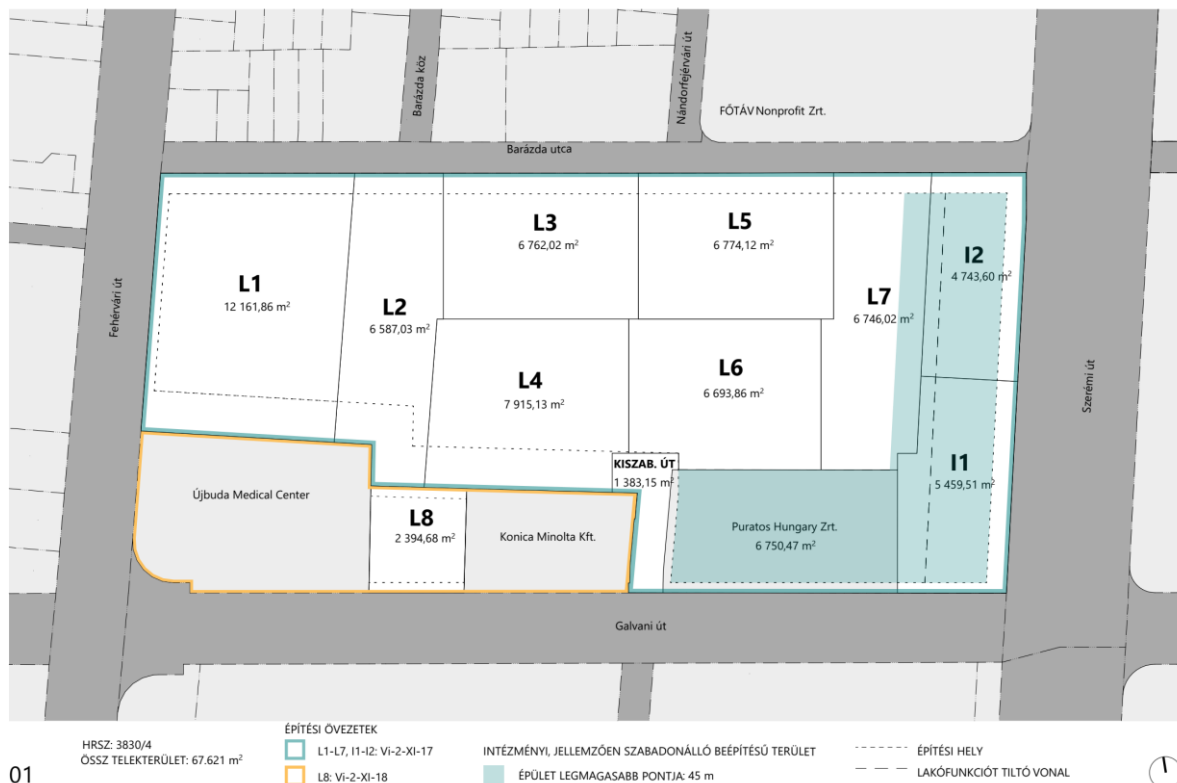 Barázda köz
Nándorfejérvári út
FŐTÁV Nonprofit Zrt.
Barázda utca
Fehérvári út
Szerémi út
L1
12 161,86 m²
L2
6 587,03 m²
L3
6 762,02 m²
L5
6 774,12 m²
I2
4 743,60 m²
L7
6 746,02 m²
L4
7 915,13 m²
L6
6 693,86 m²
KISZAB. ÚT
1 383,15 m²
I1
5 459,51 m²
Újbuda Medical Center
L8
2 394,68 m²
Konica Minolta Kft.
Puratos Hungary Zrt.
6 750,47 m²
Galvani út
01
HRSZ: 3830/4
ÖSSZ TELEKTERÜLET: 67.621 m²
ÉPÍTÉSI ÖVEZETEK
L1-L7, I1-I2: Vi-2-XI-17
L8: Vi-2-XI-18
INTÉZMÉNYI, JELLEMZŐEN SZABADONÁLLÓ BEÉPÍTÉSŰ TERÜLET
ÉPÜLET LEGMAGASABB PONTJA: 45 m
ÉPÍTÉSI HELY
LAKÓFUNKCIÓT TILTÓ VONAL